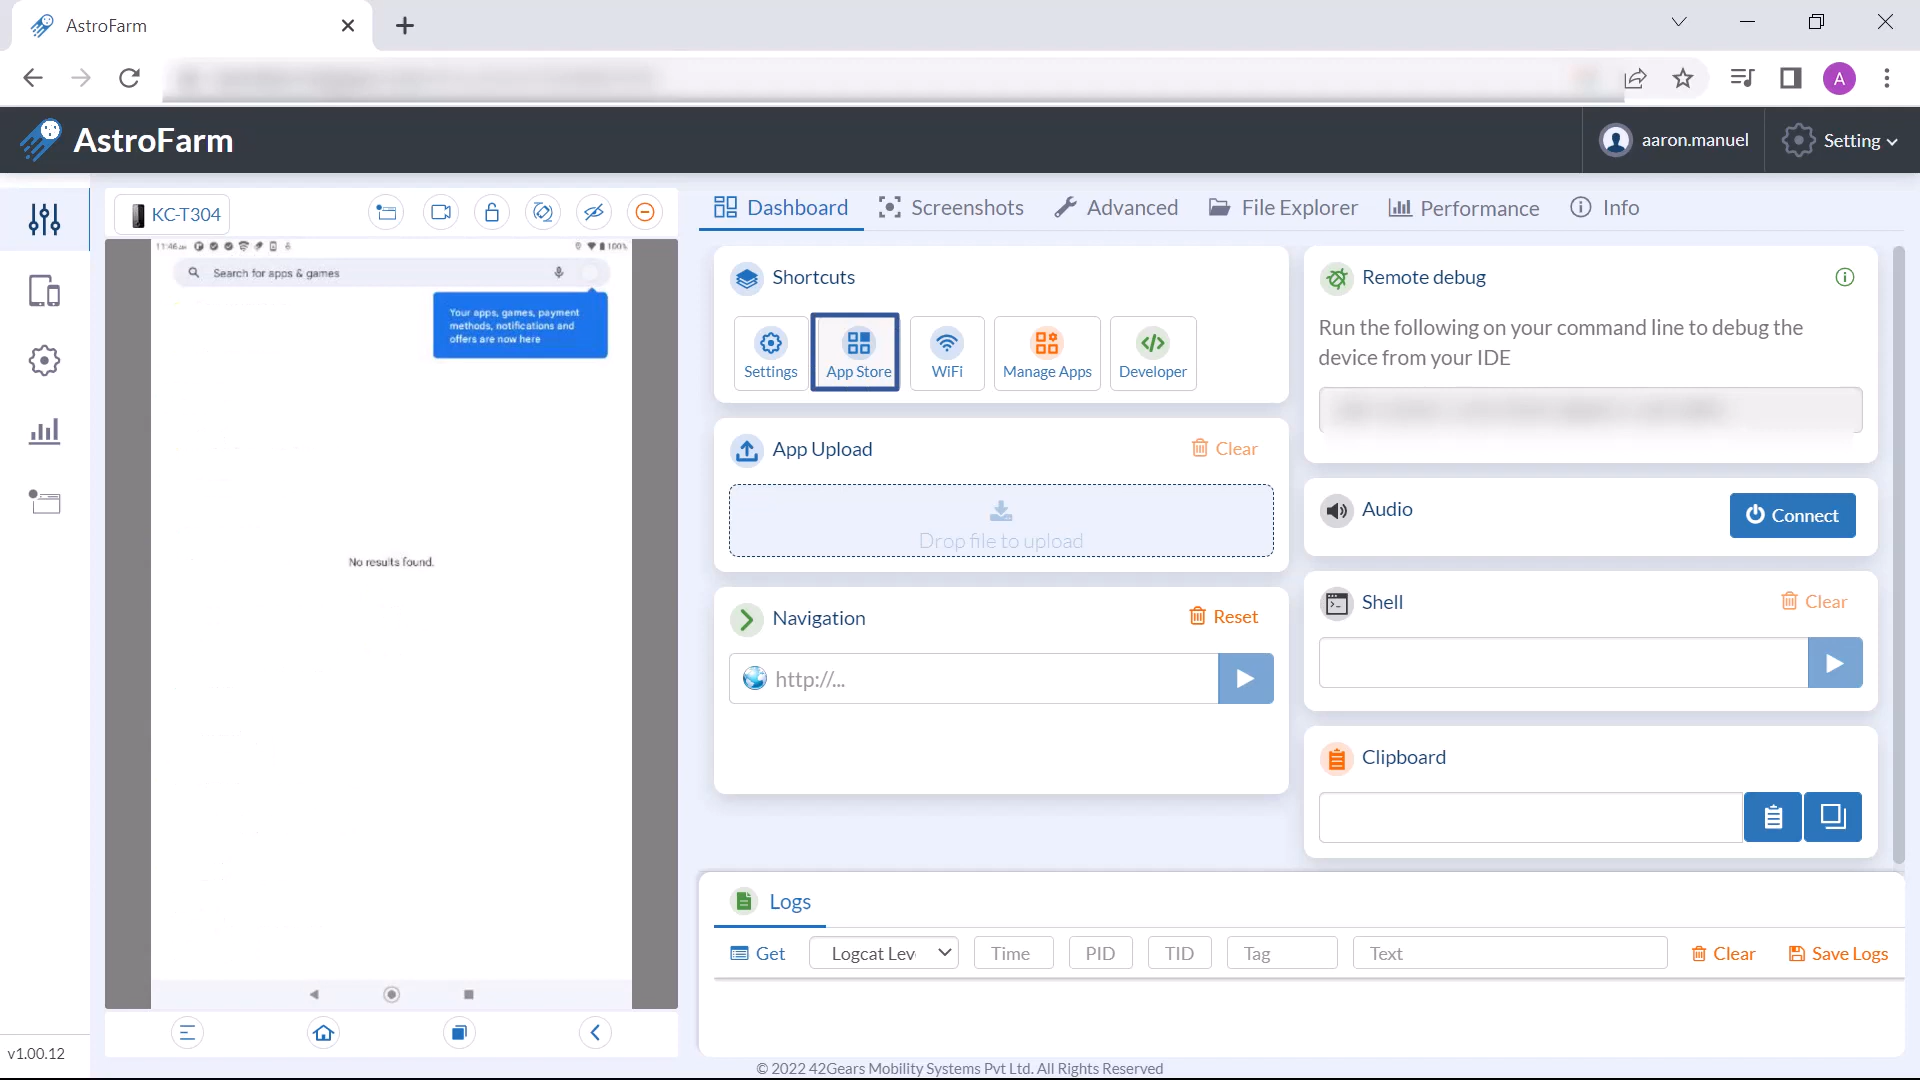 AstroFarm
A
AstroFarm
aaron.manuel
Setting
KC-T304
Dashboard
Screenshots
Advanced
File Explorer
Performance
Info
11:46 AM
100%
Search for apps & games
Your apps, games, payment
methods, notifications and
offers are now here
No results found.
Shortcuts
Settings
App Store
WiFi
Manage Apps
Developer
App Upload
Clear
Drop file to upload
Navigation
Reset
http://...
Remote debug
Run the following on your command line to debug the
device from your IDE
Audio
Connect
Shell
Clear
Clipboard
Logs
Get
Logcat Lev
Time
PID
TID
Tag
Text
Clear
Save Logs
v1.00.12
© 2022 42Gears Mobility Systems Pvt Ltd. All Rights Reserved